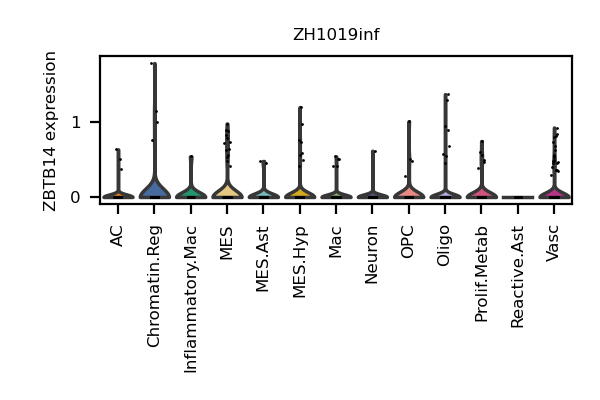 ZH1019inf
ZBTB14 expression
1
0
AC
Chromatin.Reg
Inflammatory.Mac
MES
MES.Ast
MES.Hyp
Mac
Neuron
OPC
Oligo
Prolif.Metab
Reactive.Ast
Vasc